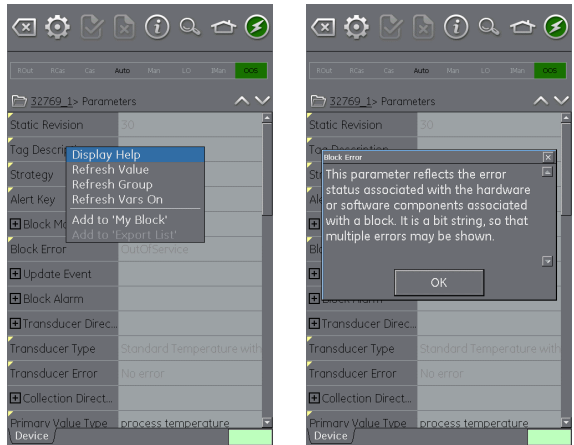 ROut RCas Cas Auto Man LO IMan OOS
32769_1> Parameters
Static Revision 30
Tag Descrip
Display Help
Strategy
Refresh Value
Refresh Group
Alert Key
Refresh Vars On
Block Mo
Add to 'My Block'
Add to 'Export List'
Block Error OutOfService
Update Event
Block Alarm
Transducer Direc...
Transducer Type Standard Temperature with
Transducer Error No error
Collection Direct...
Primary Value Type process temperature
Device
ROut RCas Cas Auto Man LO IMan OOS
32769_1> Parameters
Static Revision 30
Tag Description
Block Error
This parameter reflects the error
status associated with the hardware
or software components associated
with a block. It is a bit string, so that
multiple errors may be shown.
OK
Block Alarm
Transducer Direc...
Transducer Type Standard Temperature with
Transducer Error No error
Collection Direct...
Primary Value Type process temperature
Device